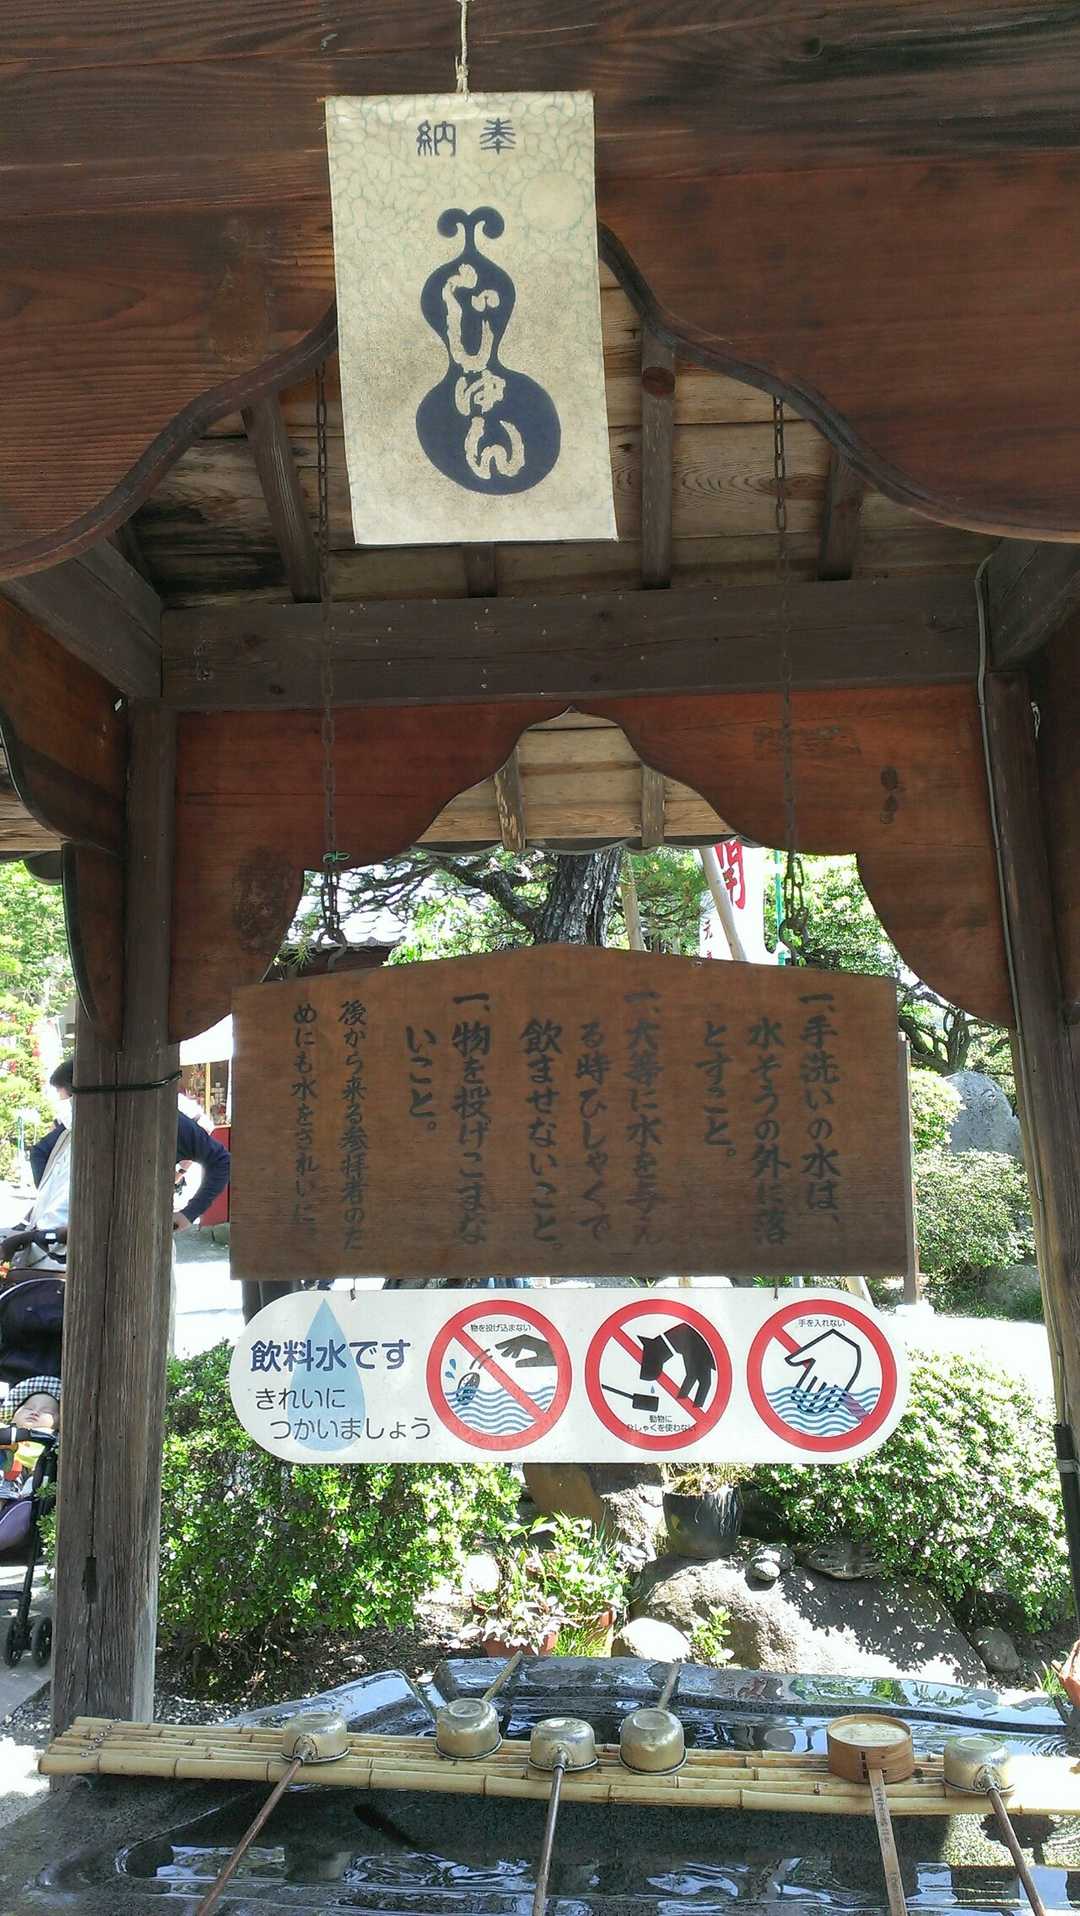 奉納
らじゅん
開
一、手洗いの水は、
水そうの外に落
とすこと。
一、犬等に水を与え
る時ひしゃくで
飲ませないこと。
一、物を投げこまな
いこと。
後から来る参拝者のた
めにも水をきれいに。
飲料水です
きれいに
つかいましょう
物を投げ込まない
動物に
ひしゃくを使わない
手を入れない